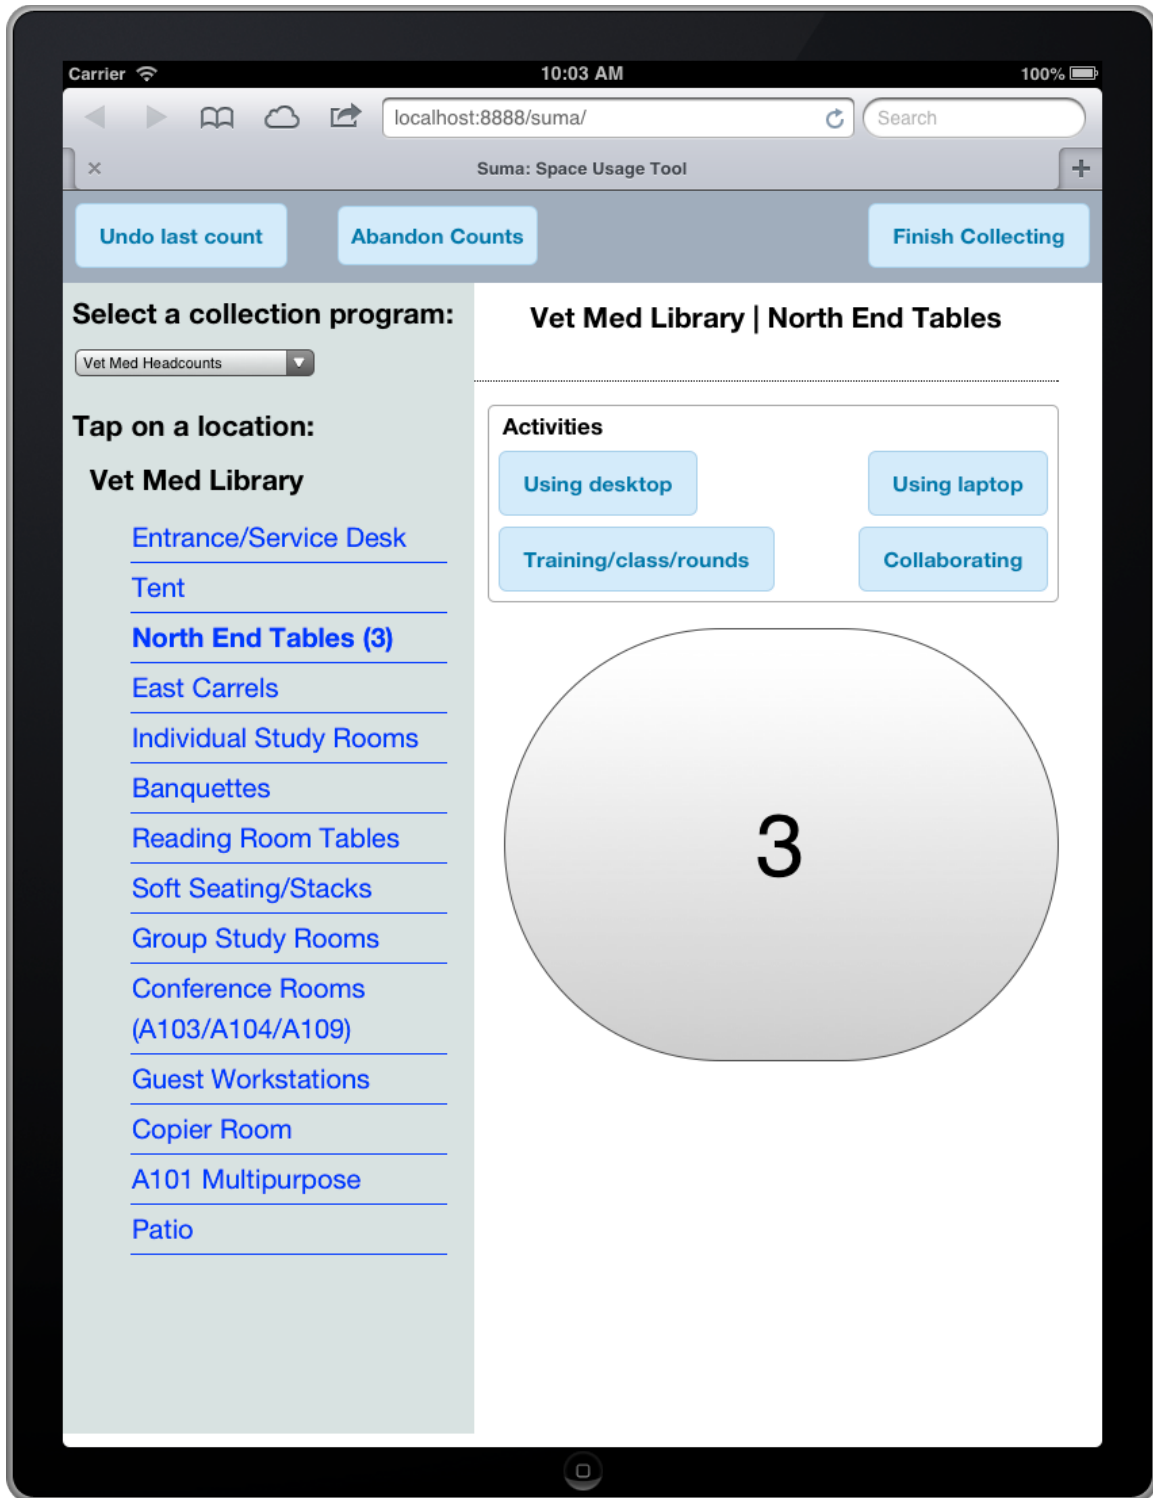 Carrier 10:03 AM 100%
localhost:8888/suma/ Search
Suma: Space Usage Tool
Undo last count Abandon Counts Finish Collecting
Select a collection program:
Vet Med Headcounts
Tap on a location:
Vet Med Library
Entrance/Service Desk
Tent
North End Tables (3)
East Carrels
Individual Study Rooms
Banquettes
Reading Room Tables
Soft Seating/Stacks
Group Study Rooms
Conference Rooms
(A103/A104/A109)
Guest Workstations
Copier Room
A101 Multipurpose
Patio
Vet Med Library | North End Tables
Activities
Using desktop Using laptop
Training/class/rounds Collaborating
3